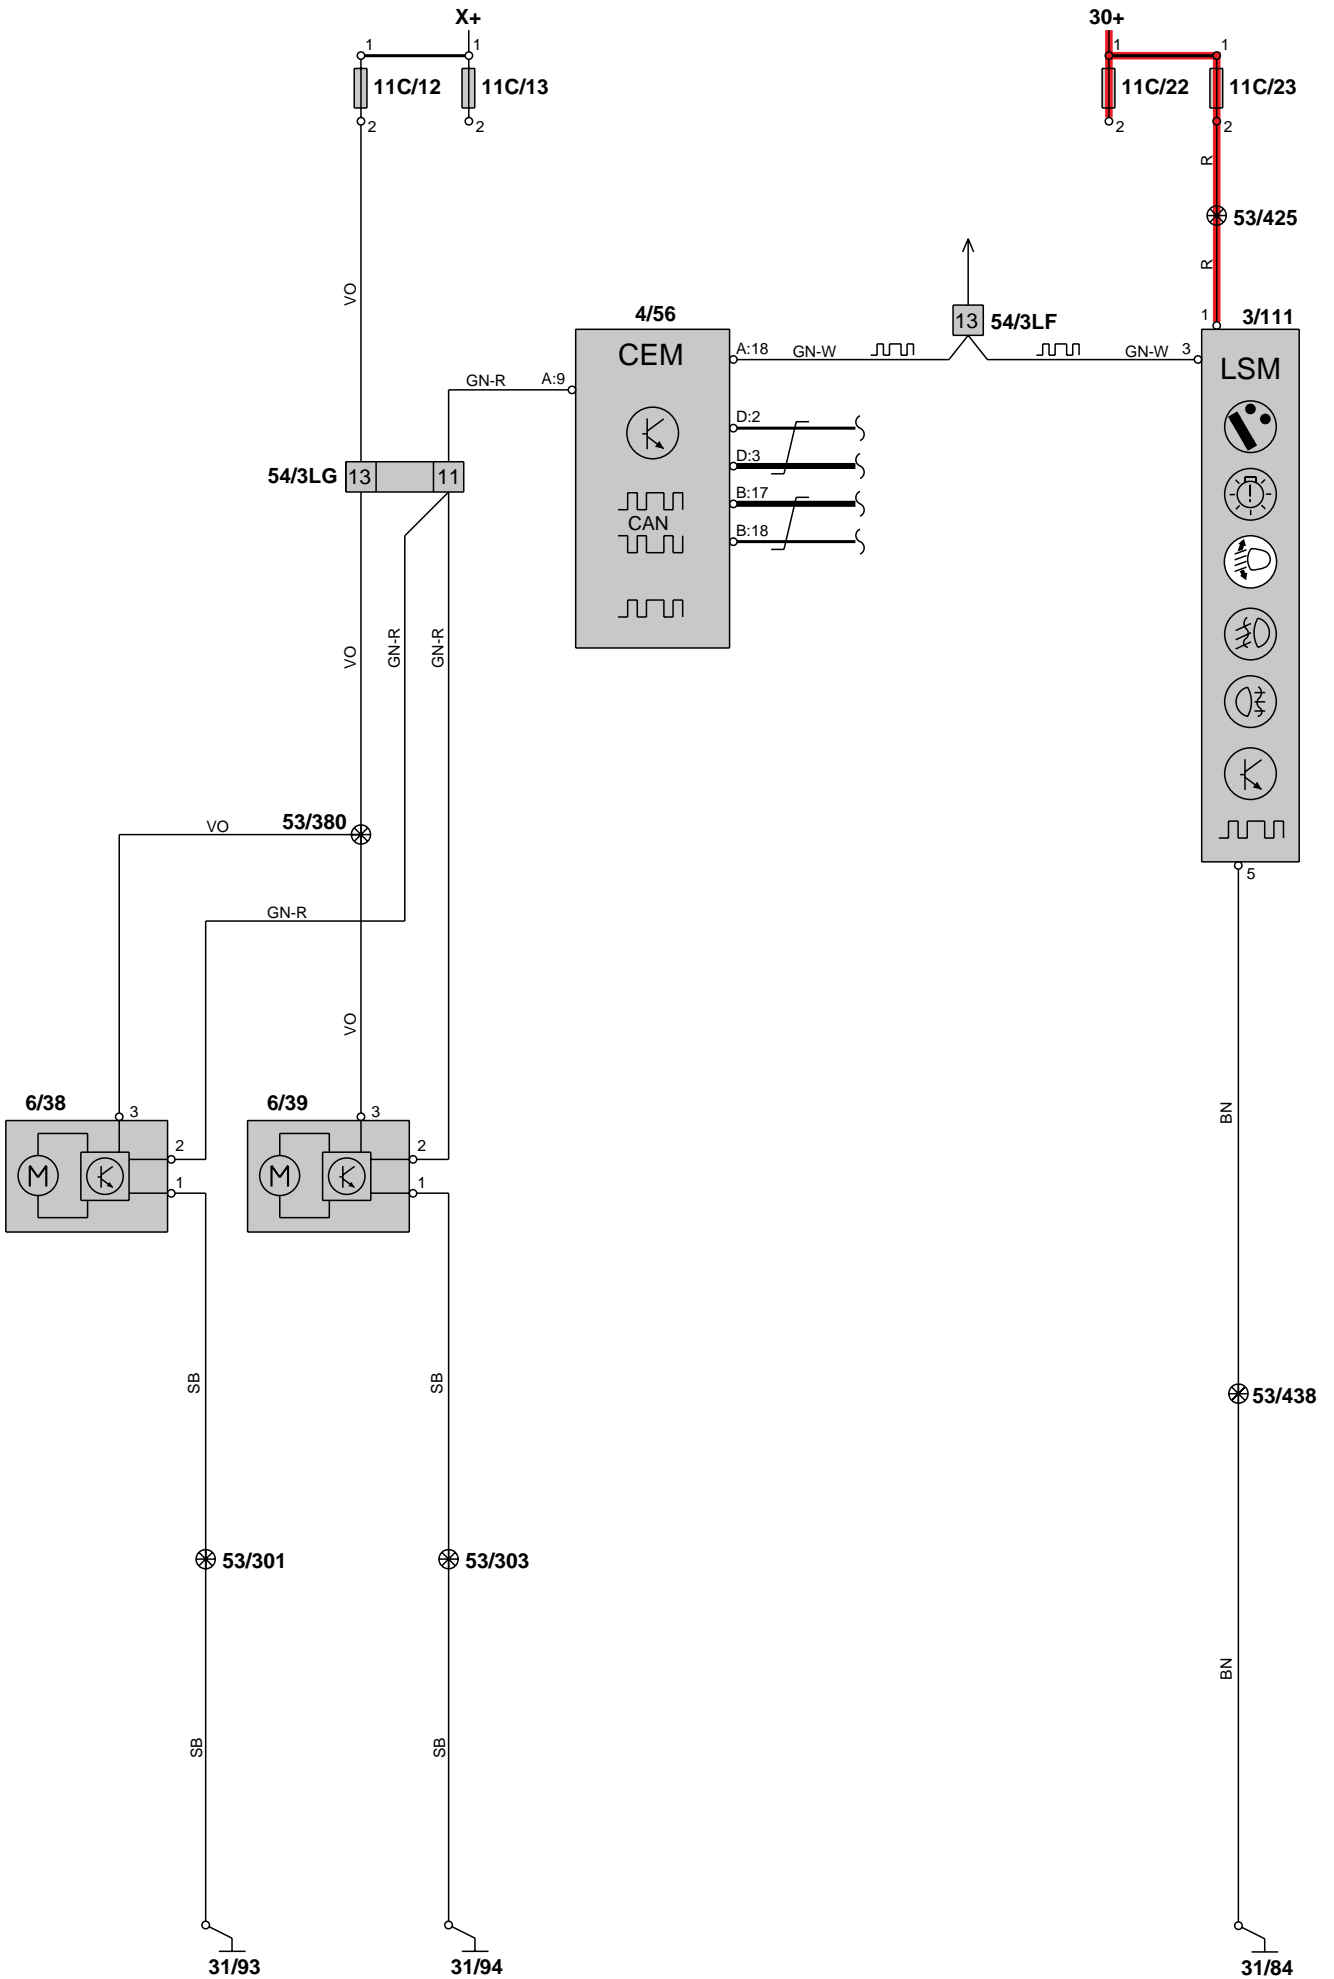 X+
30+
1
1
1
1
11C/12
11C/13
11C/22
11C/23
2
2
2
2
R
53/425
R
VO
4/56
13
54/3LF
1
3/111
CEM
A:18
GN-W
GN-W
3
LSM
GN-R
A:9
D:2
54/3LG
13
11
D:3
B:17
CAN
B:18
VO
GN-R
GN-R
VO
53/380
5
GN-R
VO
6/38
3
6/39
3
BN
2
2
M
M
1
1
SB
SB
53/438
53/301
53/303
BN
SB
SB
31/93
31/94
31/84